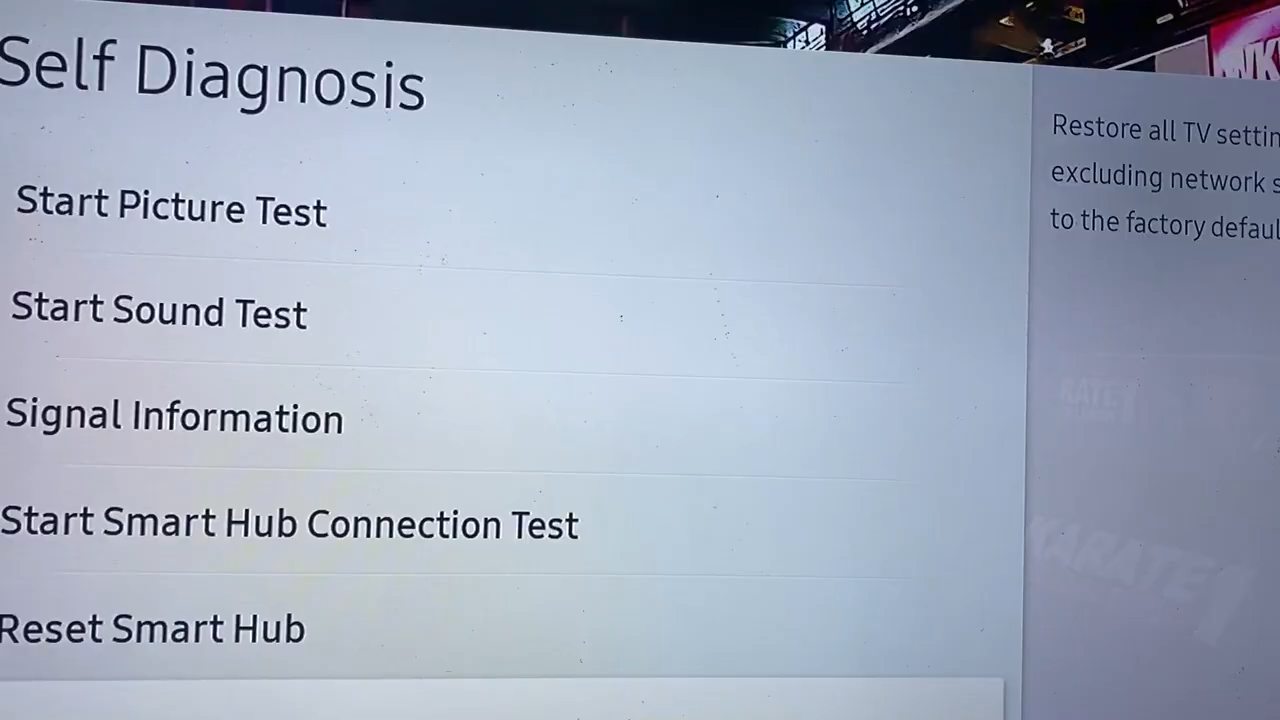 Self Diagnosis
Start Picture Test
Start Sound Test
Signal Information
Start Smart Hub Connection Test
Reset Smart Hub
Restore all TV settin
excluding network s
to the factory defaul
KARATE1